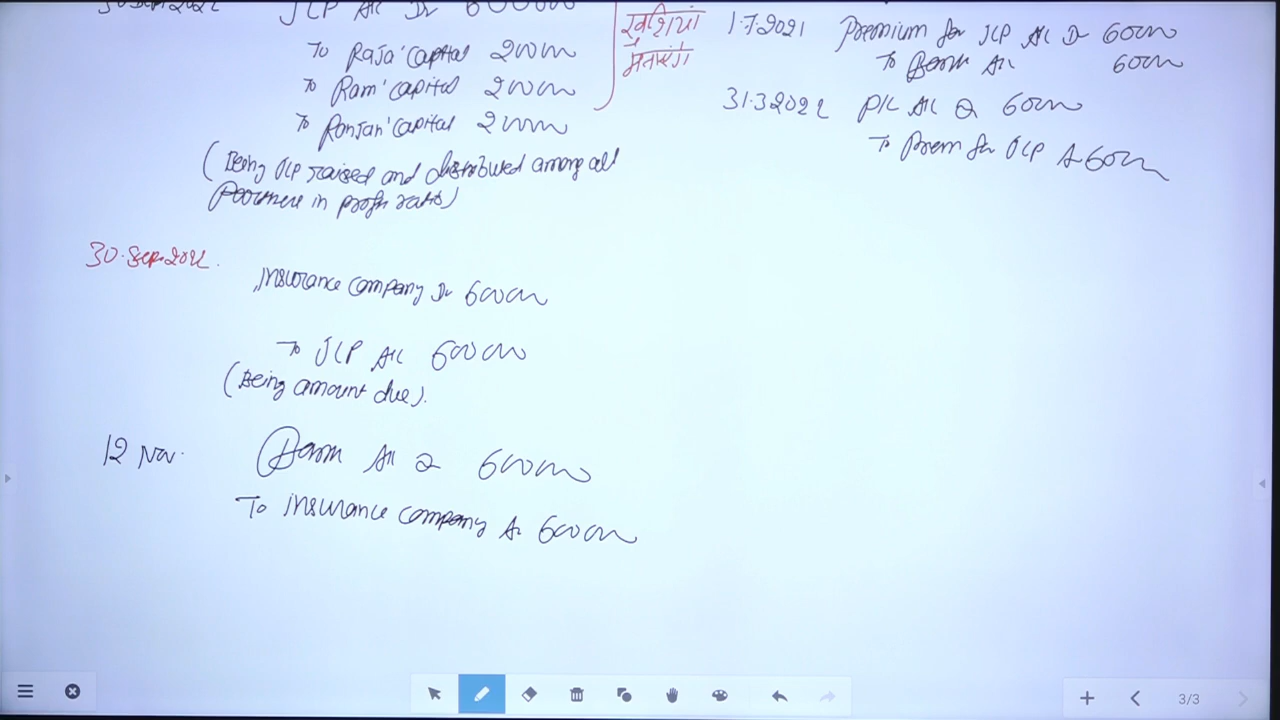 30 Sept 2022 JLP A/c Dr 600000
To Raja' Capital 200000
To Ram' capital 200000
To Ranjan' Capital 200000
(Being JLP raised and distributed among all
partners in profit ratio)
30. Sep. 2022.
Insurance company Dr 600000
To JLP A/c 600000
(Being amount due).
12 Nov. Bank A/c Dr 600000
To insurance company A/c 600000
1.7.2021 Premium for JLP A/c Dr 60000
To Bank A/c 60000
31.3.2022 P/L A/c Dr 60000
To Prem for JLP A/c 60000
3/3